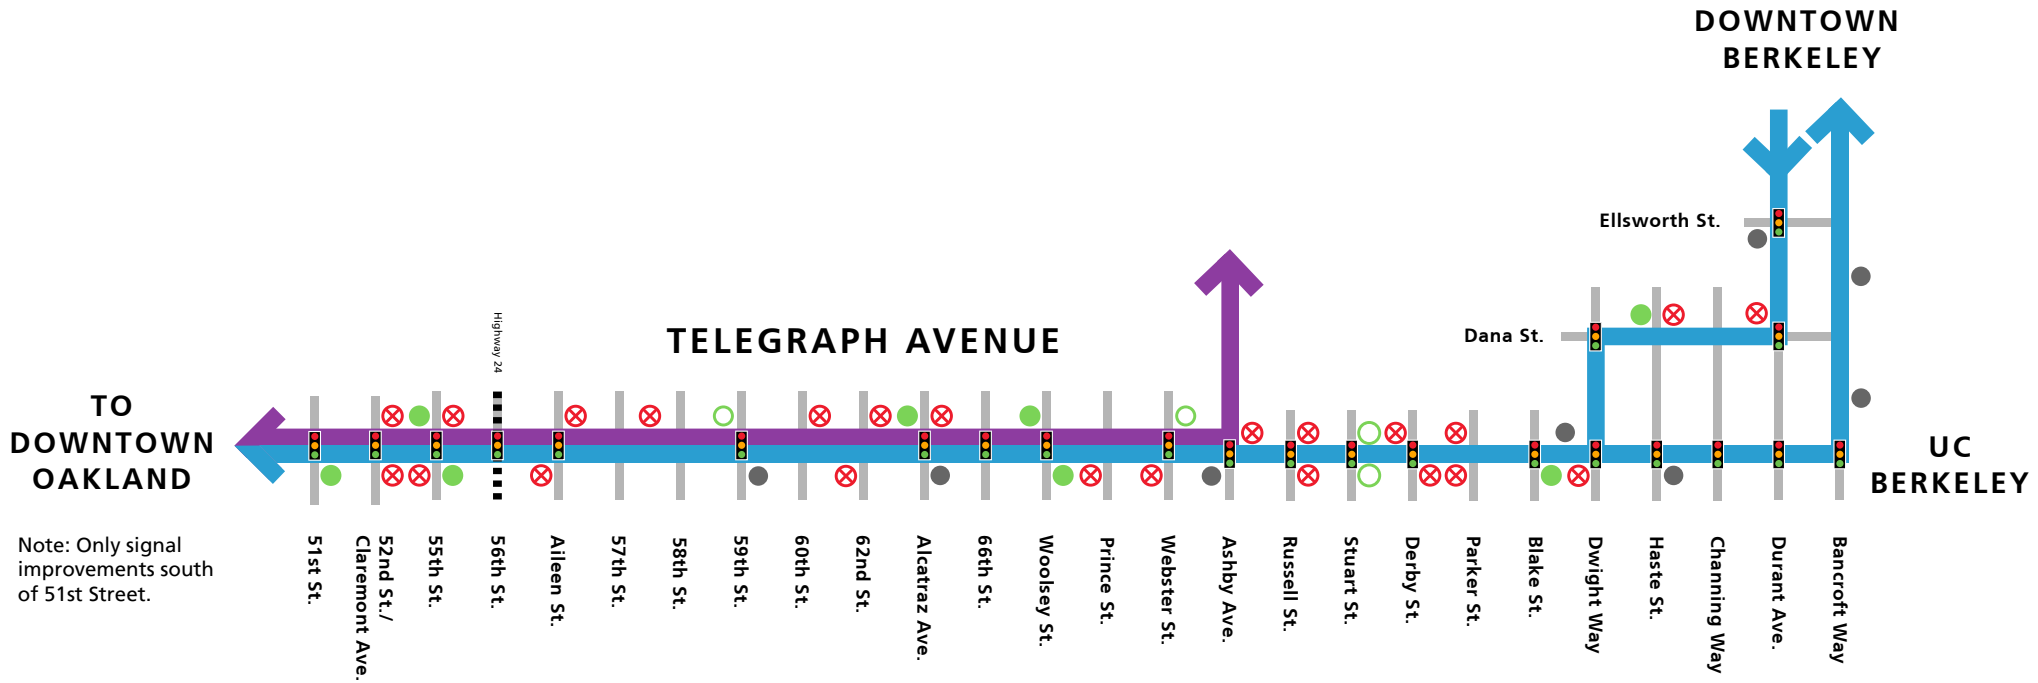 DOWNTOWN
BERKELEY
Ellsworth St.
Dana St.
Highway 24
TELEGRAPH AVENUE
TO
DOWNTOWN
OAKLAND
UC
BERKELEY
Note: Only signal
improvements south
of 51st Street.
51st St.
52nd St./
Claremont Ave.
55th St.
56th St.
Aileen St.
57th St.
58th St.
59th St.
60th St.
62nd St.
Alcatraz Ave.
66th St.
Woolsey St.
Prince St.
Webster St.
Ashby Ave.
Russell St.
Stuart St.
Derby St.
Parker St.
Blake St.
Dwight Way
Haste St.
Channing Way
Durant Ave.
Bancroft Way